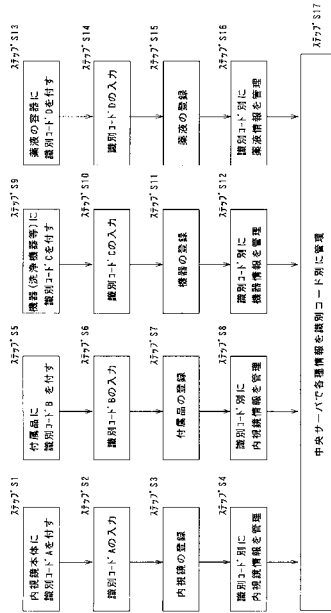 ステップS1
内視鏡本体に
識別コードAを付す
ステップS2
識別コードAの入力
ステップS3
内視鏡の登録
ステップS4
識別コード別に
内視鏡情報を管理
ステップS5
付属品に
識別コードBを付す
ステップS6
識別コードBの入力
ステップS7
付属品の登録
ステップS8
識別コード別に
内視鏡情報を管理
ステップS9
機器(洗浄機器等)に
識別コードCを付す
ステップS10
識別コードCの入力
ステップS11
機器の登録
ステップS12
識別コード別に
機器情報を管理
ステップS13
薬液の容器に
識別コードDを付す
ステップS14
識別コードDの入力
ステップS15
薬液の登録
ステップS16
識別コード別に
薬液情報を管理
ステップS17
中央サーバで各種情報を識別コード別に管理